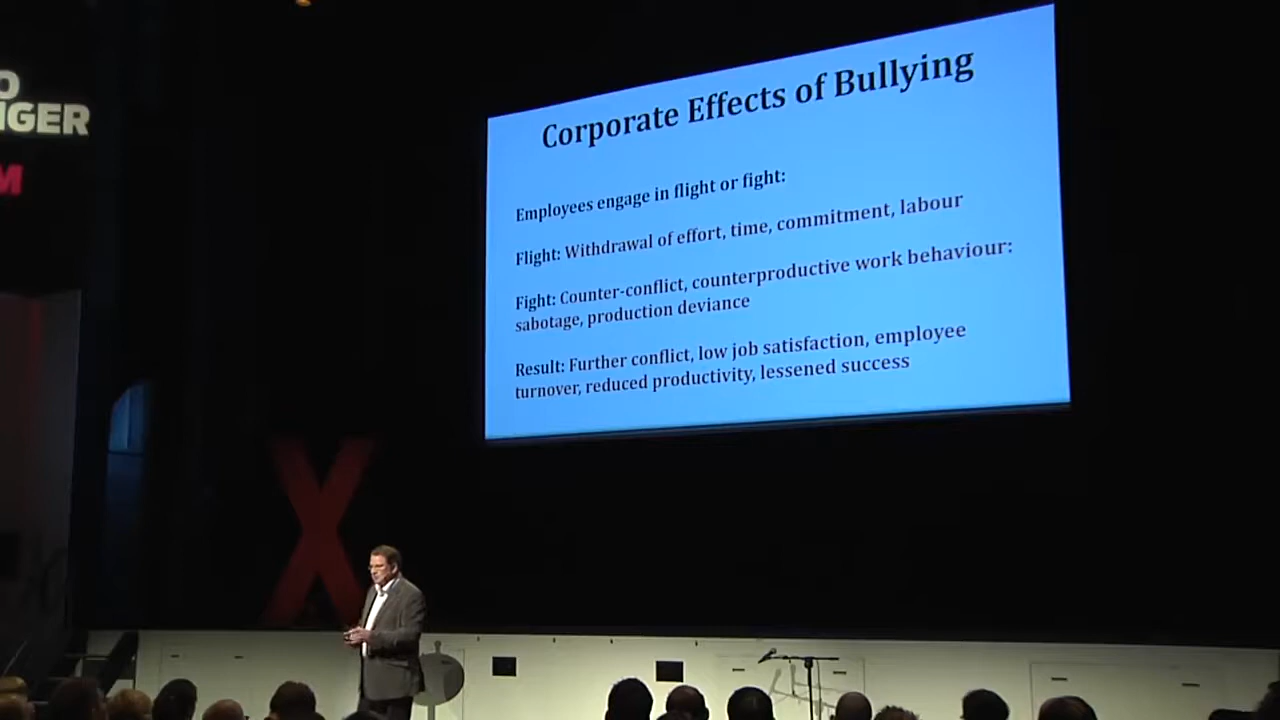 O
IGER
M
Corporate Effects of Bullying
Employees engage in flight or fight:
Flight: Withdrawal of effort, time, commitment, labour
Fight: Counter-conflict, counterproductive work behaviour:
sabotage, production deviance
Result: Further conflict, low job satisfaction, employee
turnover, reduced productivity, lessened success
X